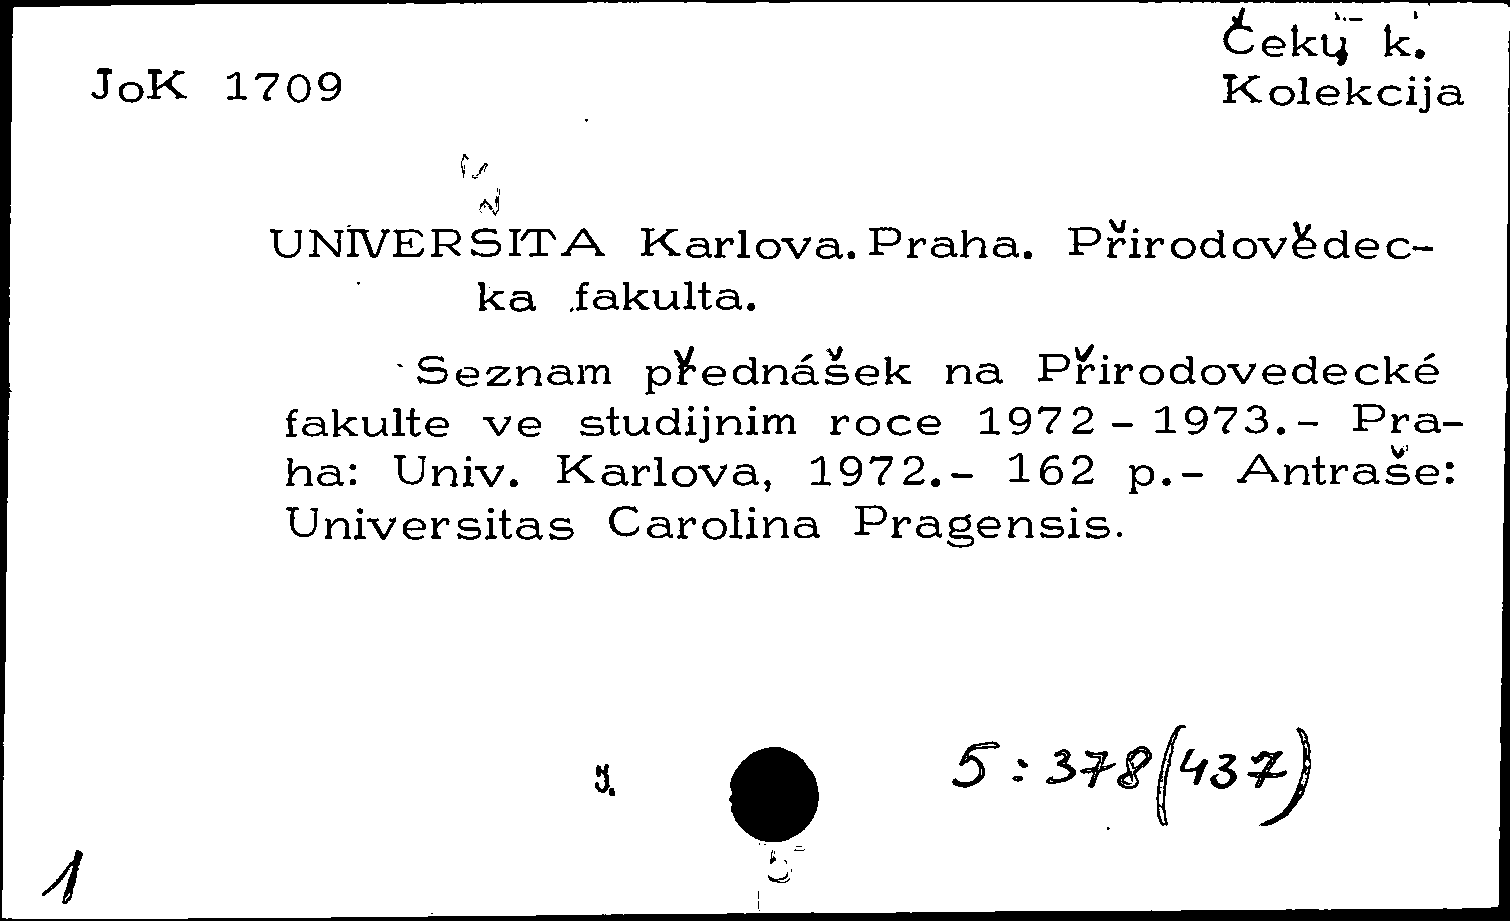 Čekų k.
JoK 1709
Kolekcija
UNIVERSITA Karlova. Praha. Přirodovědec-
ka fakulta.
Seznam přednášek na Přirodovedecké
fakulte ve studijnim roce 1972 – 1973.– Pra-
ha: Univ. Karlova, 1972.– 162 p.– Antraše:
Universitas Carolina Pragensis.
5 : 378(437)
1